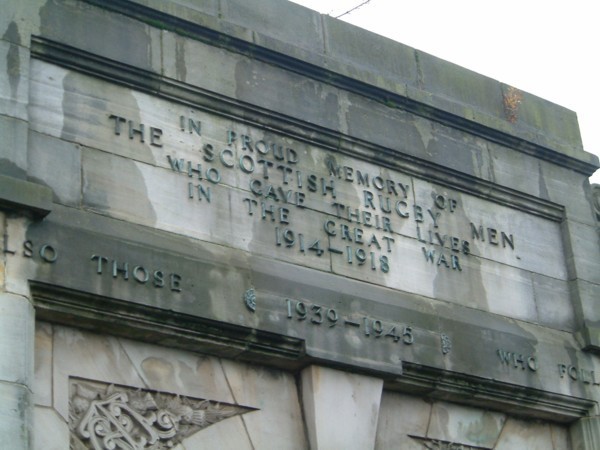 IN PROUD MEMORY OF
THE SCOTTISH RUGBY MEN
WHO GAVE THEIR LIVES
IN THE GREAT WAR
1914-1918
LSO THOSE 1939-1945 WHO FOLL